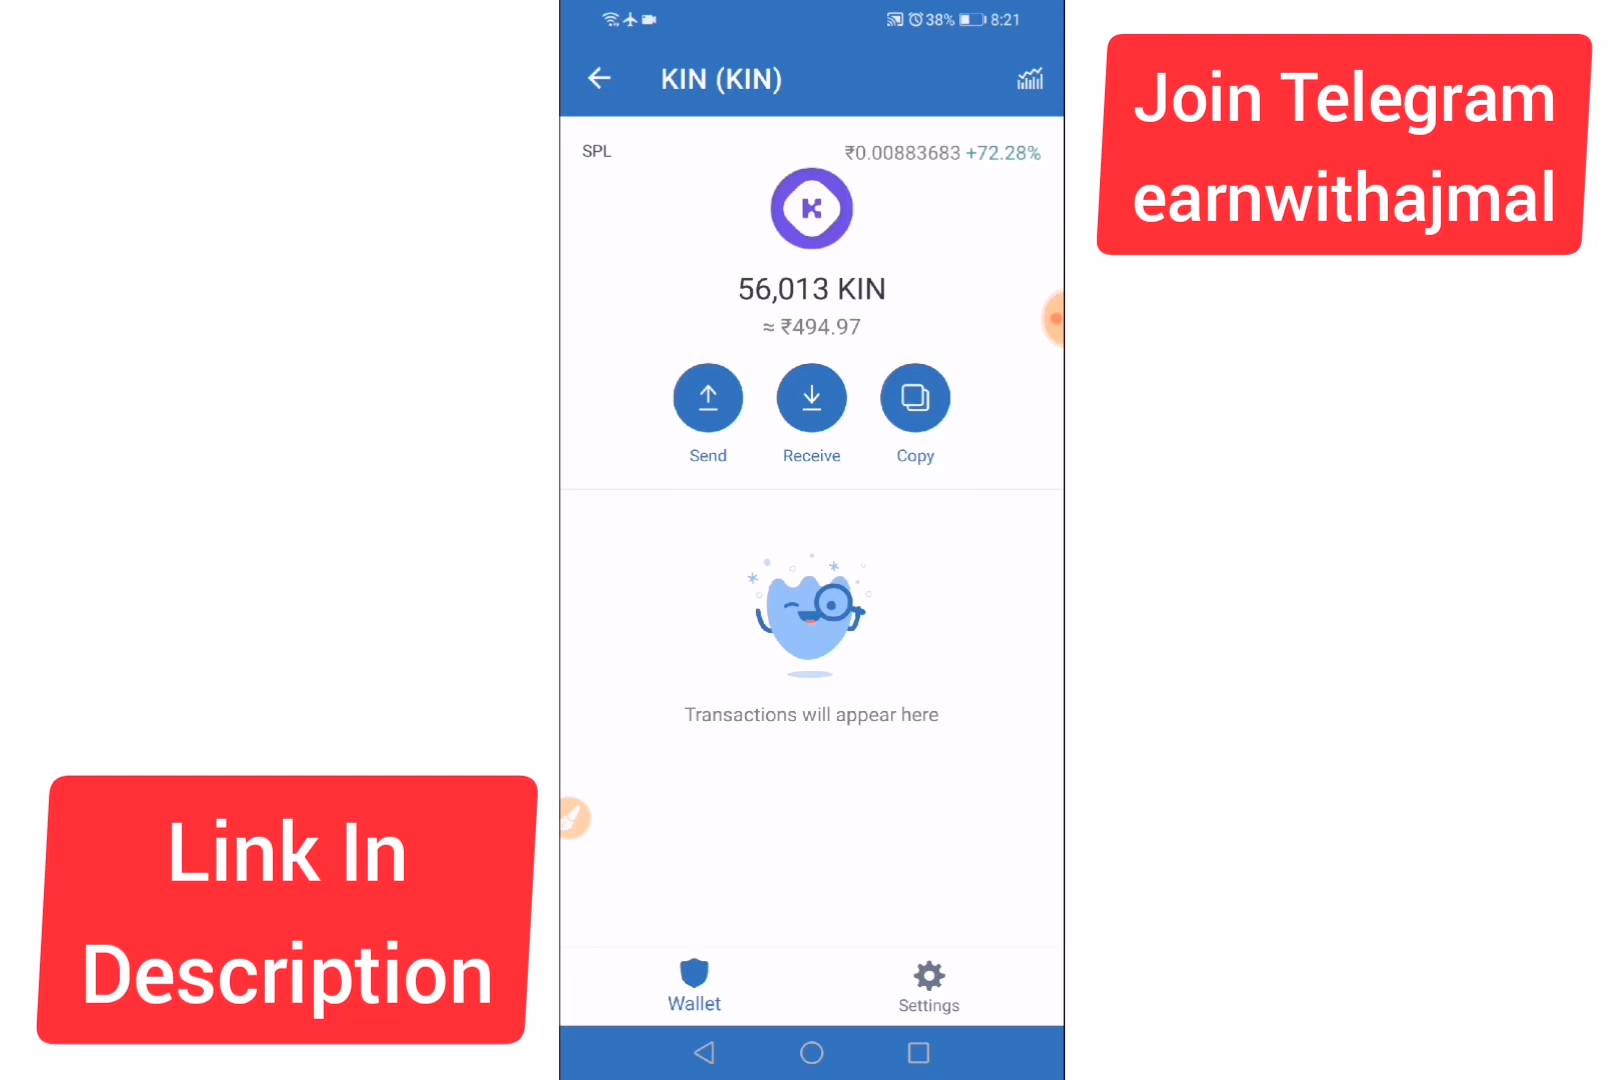 38% 8:21
KIN (KIN)
SPL
₹0.00883683 +72.28%
56,013 KIN
≈ ₹494.97
Send
Receive
Copy
Transactions will appear here
Wallet
Settings
Join Telegram
earnwithajmal
Link In
Description